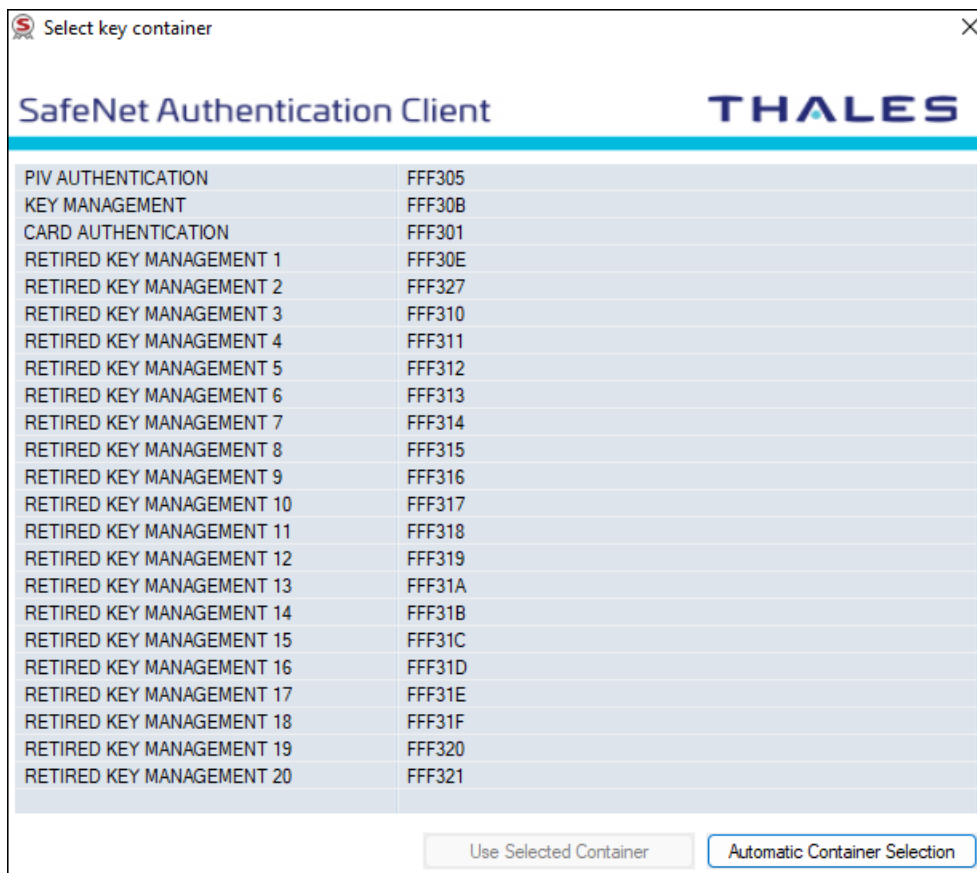 Select key container
SafeNet Authentication Client THALES
PIV AUTHENTICATION FFF305
KEY MANAGEMENT FFF30B
CARD AUTHENTICATION FFF301
RETIRED KEY MANAGEMENT 1 FFF30E
RETIRED KEY MANAGEMENT 2 FFF327
RETIRED KEY MANAGEMENT 3 FFF310
RETIRED KEY MANAGEMENT 4 FFF311
RETIRED KEY MANAGEMENT 5 FFF312
RETIRED KEY MANAGEMENT 6 FFF313
RETIRED KEY MANAGEMENT 7 FFF314
RETIRED KEY MANAGEMENT 8 FFF315
RETIRED KEY MANAGEMENT 9 FFF316
RETIRED KEY MANAGEMENT 10 FFF317
RETIRED KEY MANAGEMENT 11 FFF318
RETIRED KEY MANAGEMENT 12 FFF319
RETIRED KEY MANAGEMENT 13 FFF31A
RETIRED KEY MANAGEMENT 14 FFF31B
RETIRED KEY MANAGEMENT 15 FFF31C
RETIRED KEY MANAGEMENT 16 FFF31D
RETIRED KEY MANAGEMENT 17 FFF31E
RETIRED KEY MANAGEMENT 18 FFF31F
RETIRED KEY MANAGEMENT 19 FFF320
RETIRED KEY MANAGEMENT 20 FFF321
Use Selected Container Automatic Container Selection